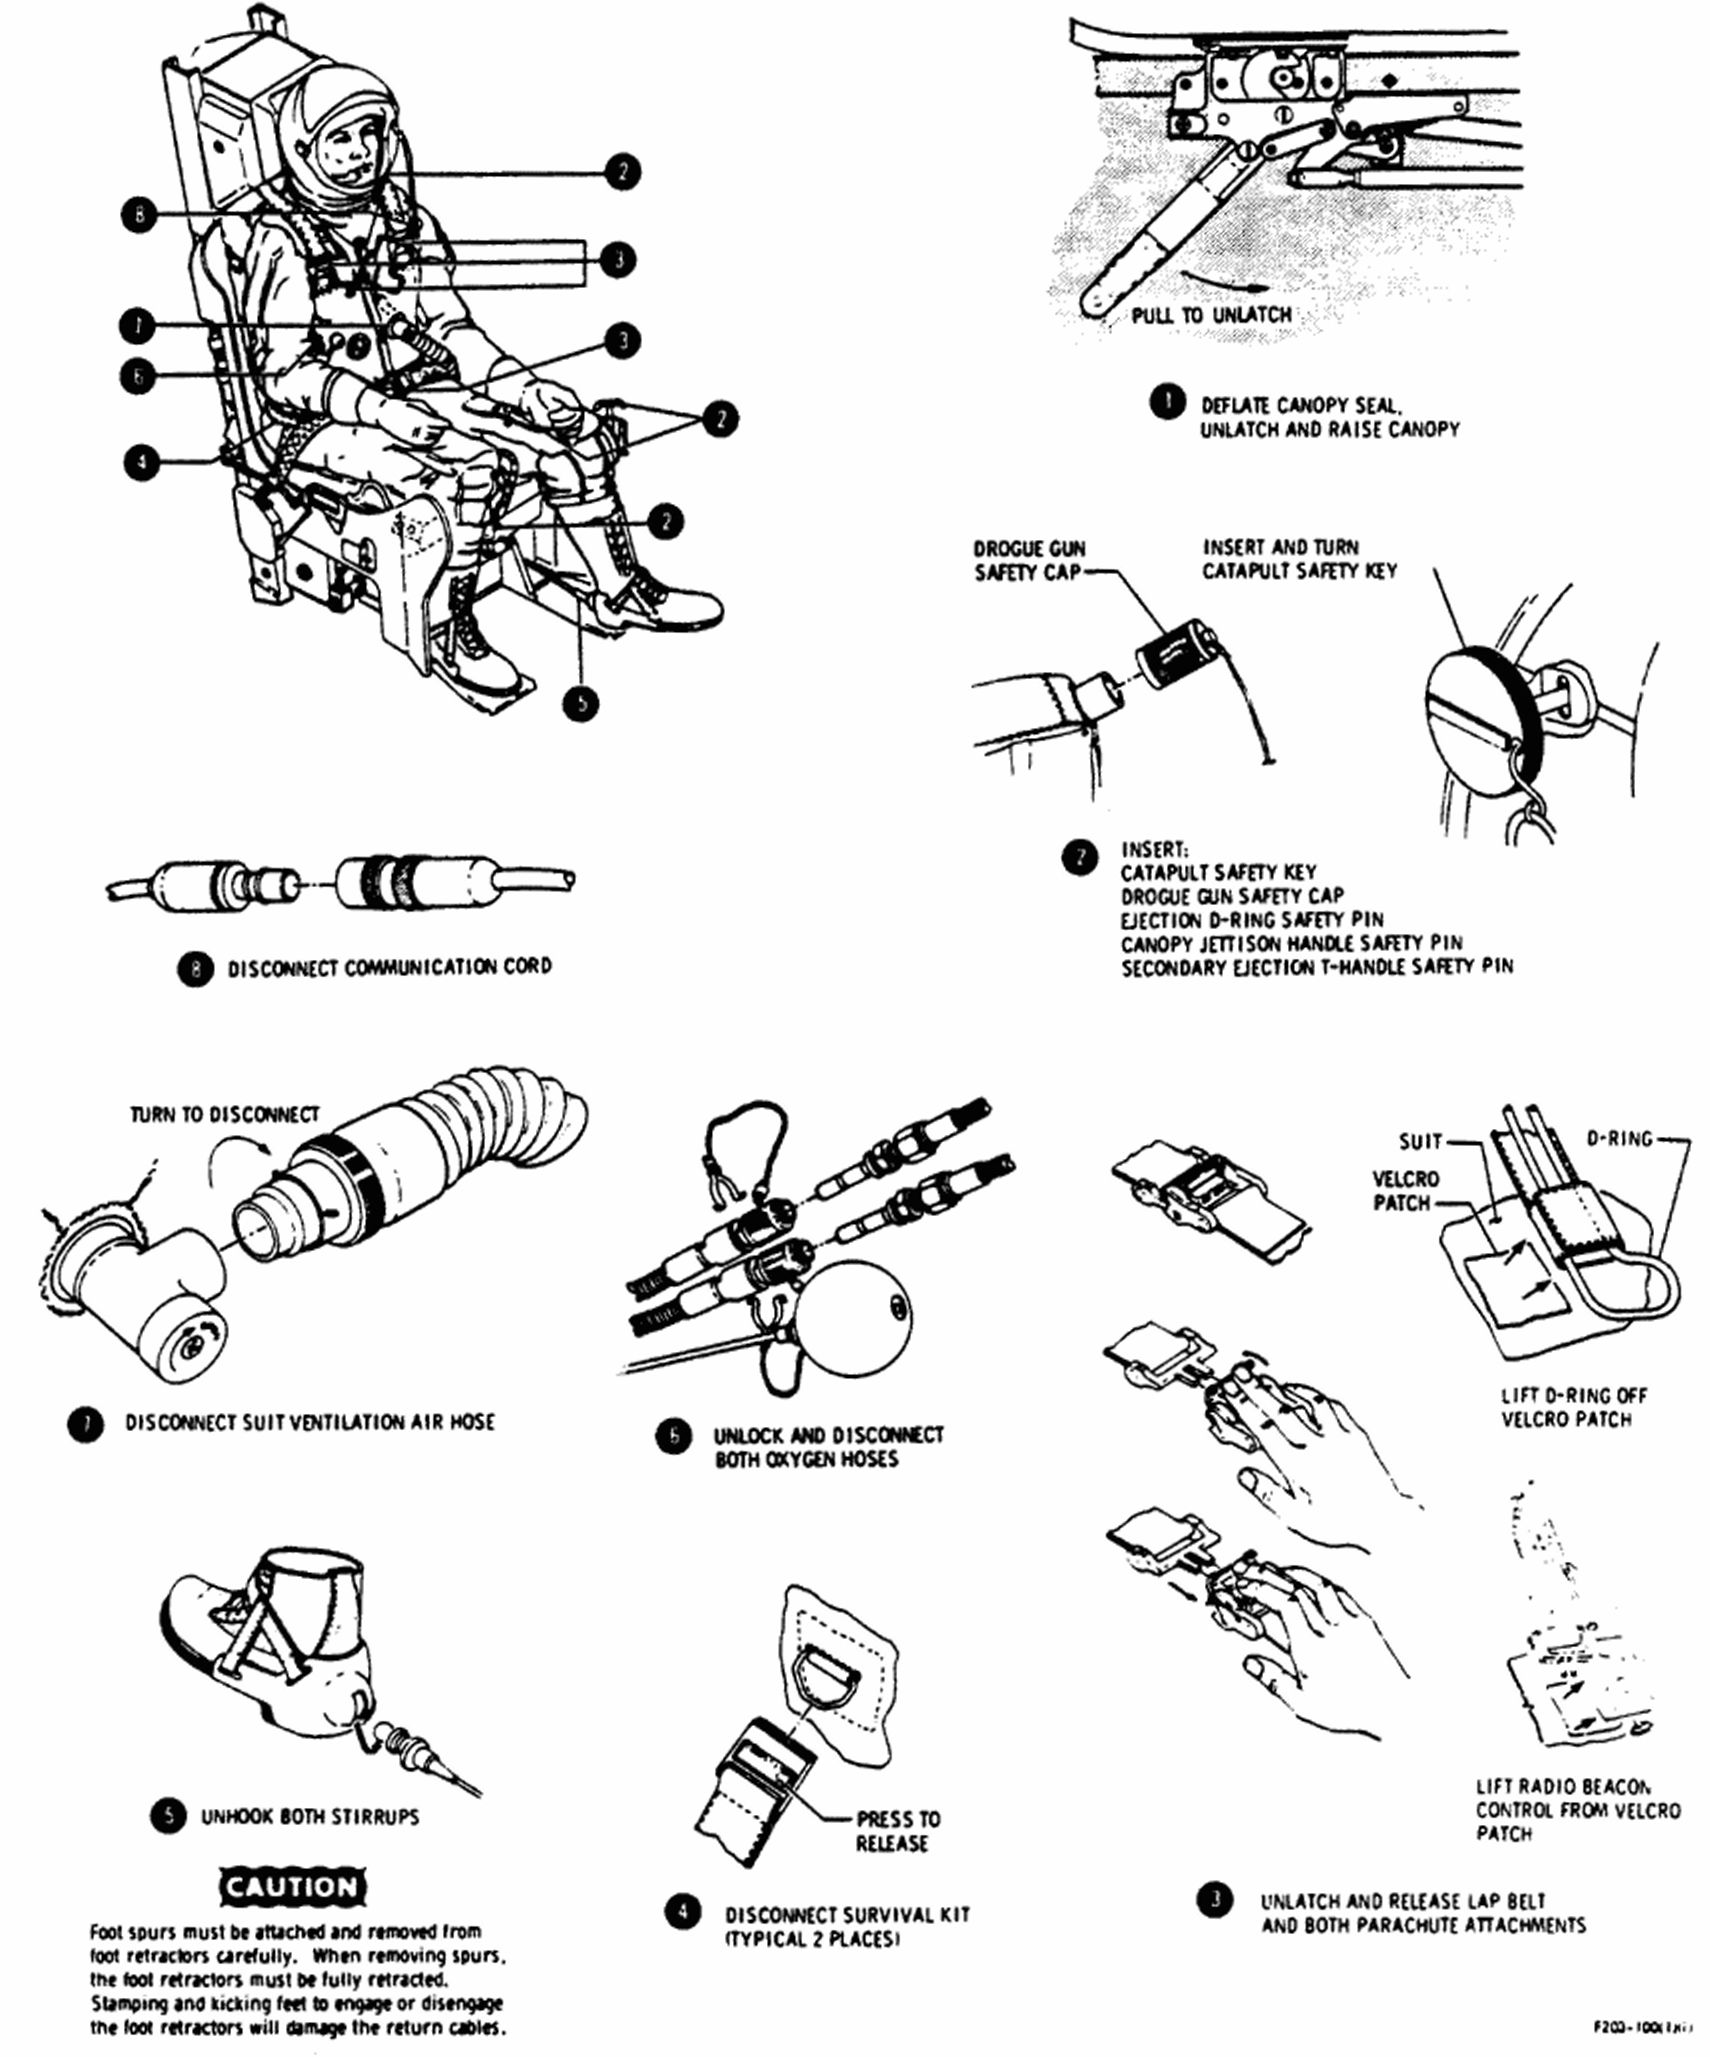 2
8
3
1
3
6
2
4
2
5
PULL TO UNLATCH
1 DEFLATE CANOPY SEAL,
UNLATCH AND RAISE CANOPY
DROGUE GUN
SAFETY CAP
INSERT AND TURN
CATAPULT SAFETY KEY
2 INSERT:
CATAPULT SAFETY KEY
DROGUE GUN SAFETY CAP
EJECTION D-RING SAFETY PIN
CANOPY JETTISON HANDLE SAFETY PIN
SECONDARY EJECTION T-HANDLE SAFETY PIN
8 DISCONNECT COMMUNICATION CORD
TURN TO DISCONNECT
7 DISCONNECT SUIT VENTILATION AIR HOSE
6 UNLOCK AND DISCONNECT
BOTH OXYGEN HOSES
SUIT
D-RING
VELCRO
PATCH
LIFT D-RING OFF
VELCRO PATCH
5 UNHOOK BOTH STIRRUPS
CAUTION
Foot spurs must be attached and removed from
foot retractors carefully. When removing spurs,
the foot retractors must be fully retracted.
Stamping and kicking feet to engage or disengage
the foot retractors will damage the return cables.
PRESS TO
RELEASE
4 DISCONNECT SURVIVAL KIT
(TYPICAL 2 PLACES)
LIFT RADIO BEACON
CONTROL FROM VELCRO
PATCH
3 UNLATCH AND RELEASE LAP BELT
AND BOTH PARACHUTE ATTACHMENTS